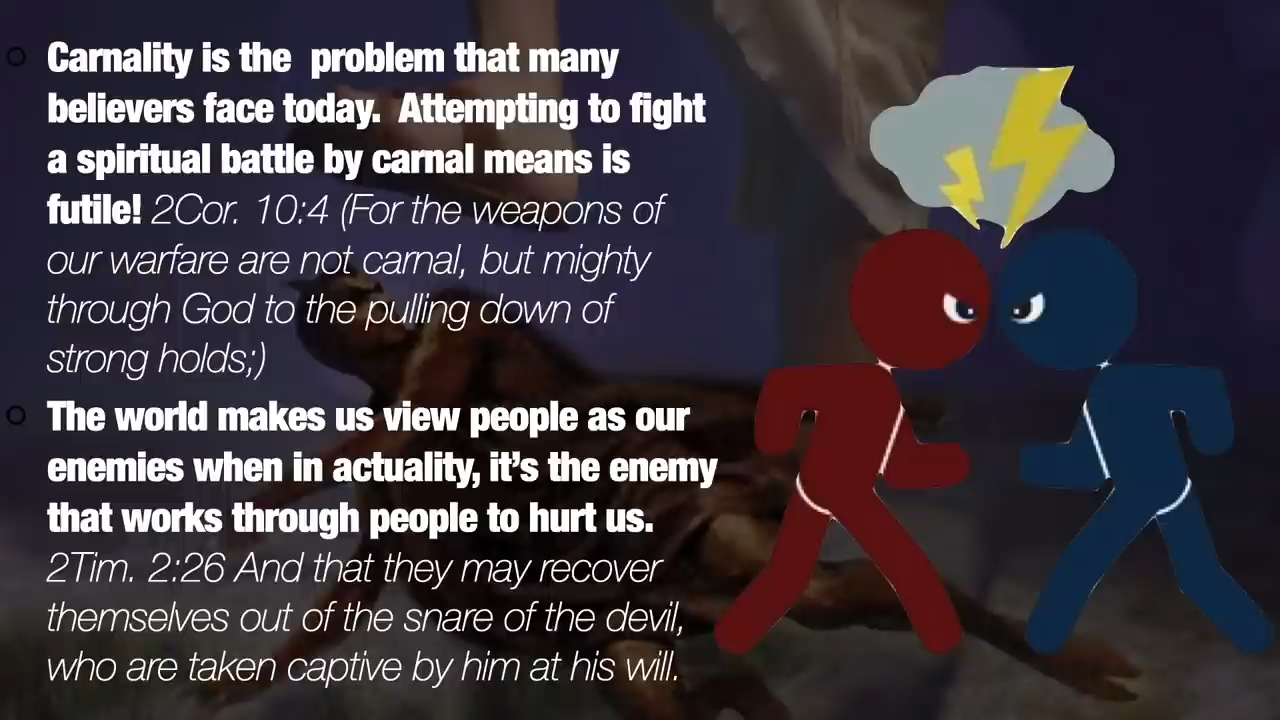 Carnality is the  problem that many
believers face today.  Attempting to fight
a spiritual battle by carnal means is
futile! 2Cor. 10:4 (For the weapons of
our warfare are not carnal, but mighty
through God to the pulling down of
strong holds;)
The world makes us view people as our
enemies when in actuality, it’s the enemy
that works through people to hurt us.
2Tim. 2:26 And that they may recover
themselves out of the snare of the devil,
who are taken captive by him at his will.